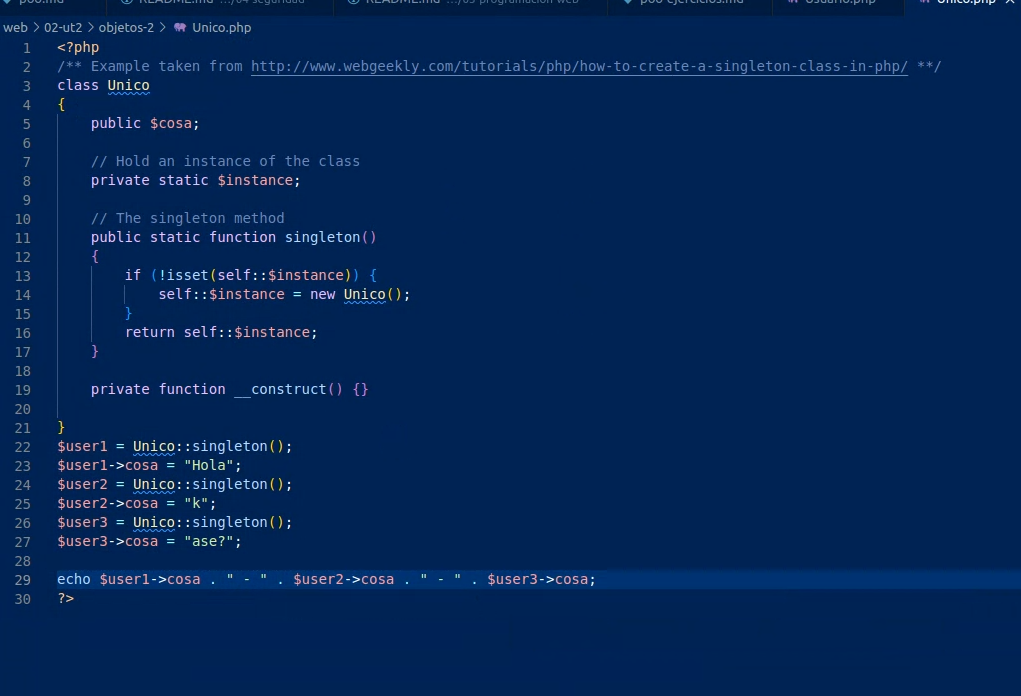 poo.md README.md .../04 seguridad README.md .../05 programacion web poo-ejercicios.md Usuario.php Unico.php
web > 02-ut2 > objetos-2 > Unico.php
1 <?php
2 /** Example taken from http://www.webgeekly.com/tutorials/php/how-to-create-a-singleton-class-in-php/ **/
3 class Unico
4 {
5 public $cosa;
6
7 // Hold an instance of the class
8 private static $instance;
9
10 // The singleton method
11 public static function singleton()
12 {
13 if (!isset(self::$instance)) {
14 self::$instance = new Unico();
15 }
16 return self::$instance;
17 }
18
19 private function __construct() {}
20
21 }
22 $user1 = Unico::singleton();
23 $user1->cosa = "Hola";
24 $user2 = Unico::singleton();
25 $user2->cosa = "k";
26 $user3 = Unico::singleton();
27 $user3->cosa = "ase?";
28
29 echo $user1->cosa . " - " . $user2->cosa . " - " . $user3->cosa;
30 ?>